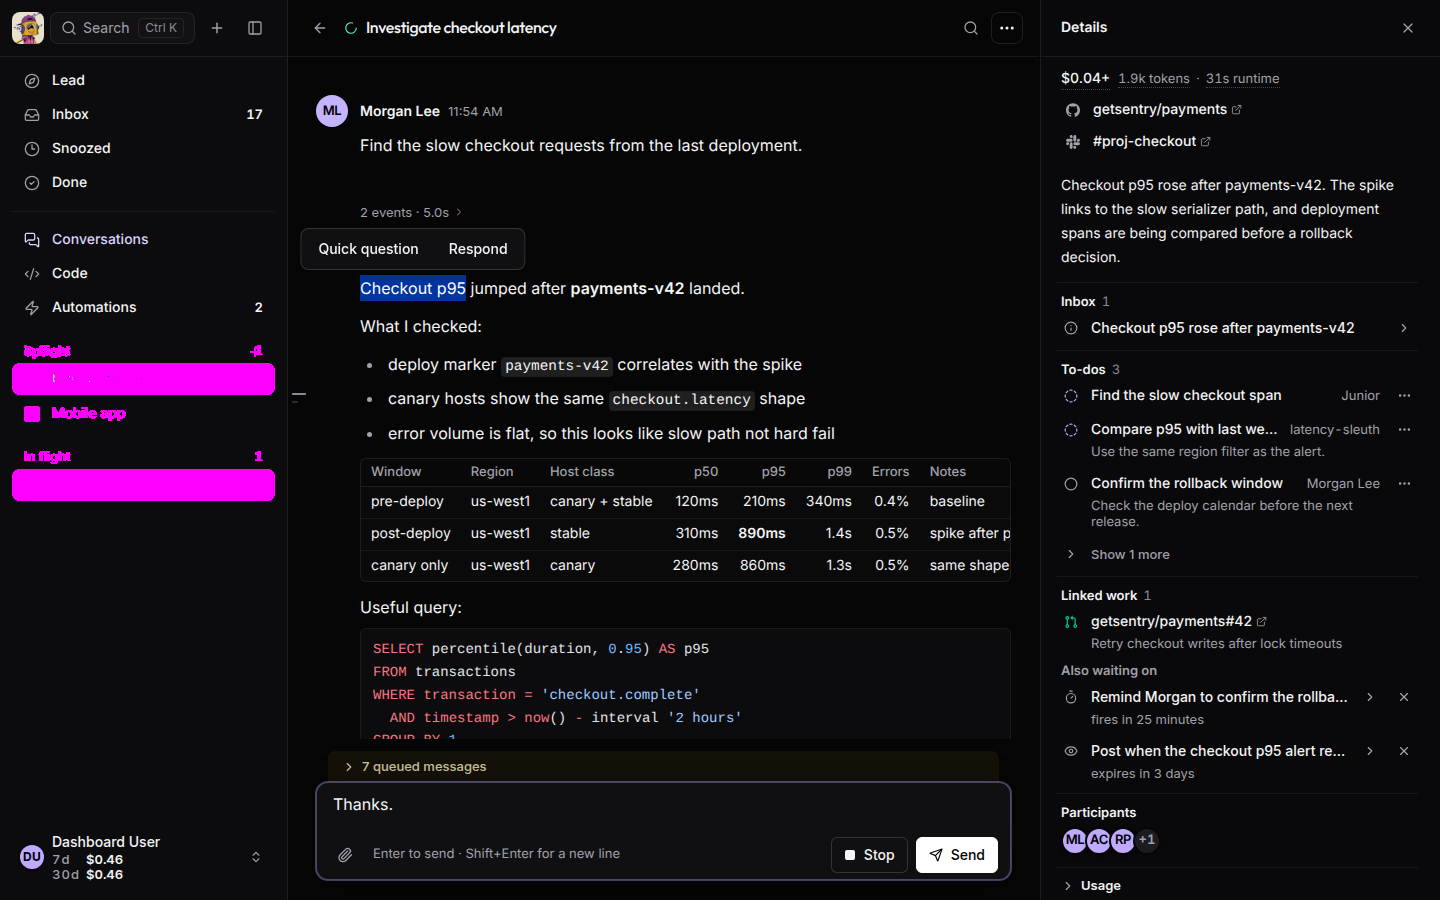 Search Ctrl K
Lead
Inbox 17
Snoozed
Done
Conversations
Code
Automations 2
Mobile app
In flight 1
Dashboard User
7d $0.46
30d $0.46
DU
Investigate checkout latency
ML
Morgan Lee 11:54 AM
Find the slow checkout requests from the last deployment.
2 events · 5.0s
Quick question Respond
Checkout p95 jumped after payments-v42 landed.
What I checked:
• deploy marker payments-v42 correlates with the spike
• canary hosts show the same checkout.latency shape
• error volume is flat, so this looks like slow path not hard fail
Window Region Host class p50 p95 p99 Errors Notes
pre-deploy us-west1 canary + stable 120ms 210ms 340ms 0.4% baseline
post-deploy us-west1 stable 310ms 890ms 1.4s 0.5% spike after p
canary only us-west1 canary 280ms 860ms 1.3s 0.5% same shape
Useful query:
SELECT percentile(duration, 0.95) AS p95
FROM transactions
WHERE transaction = 'checkout.complete'
AND timestamp > now() - interval '2 hours'
GROUP BY 1
7 queued messages
Thanks.
Enter to send · Shift+Enter for a new line
Stop
Send
Details
$0.04+ 1.9k tokens · 31s runtime
getsentry/payments
#proj-checkout
Checkout p95 rose after payments-v42. The spike
links to the slow serializer path, and deployment
spans are being compared before a rollback
decision.
Inbox 1
Checkout p95 rose after payments-v42
To-dos 3
Find the slow checkout span Junior
Compare p95 with last we... latency-sleuth
Use the same region filter as the alert.
Confirm the rollback window Morgan Lee
Check the deploy calendar before the next
release.
Show 1 more
Linked work 1
getsentry/payments#42
Retry checkout writes after lock timeouts
Also waiting on
Remind Morgan to confirm the rollba...
fires in 25 minutes
Post when the checkout p95 alert re...
expires in 3 days
Participants
ML AC RP +1
Usage